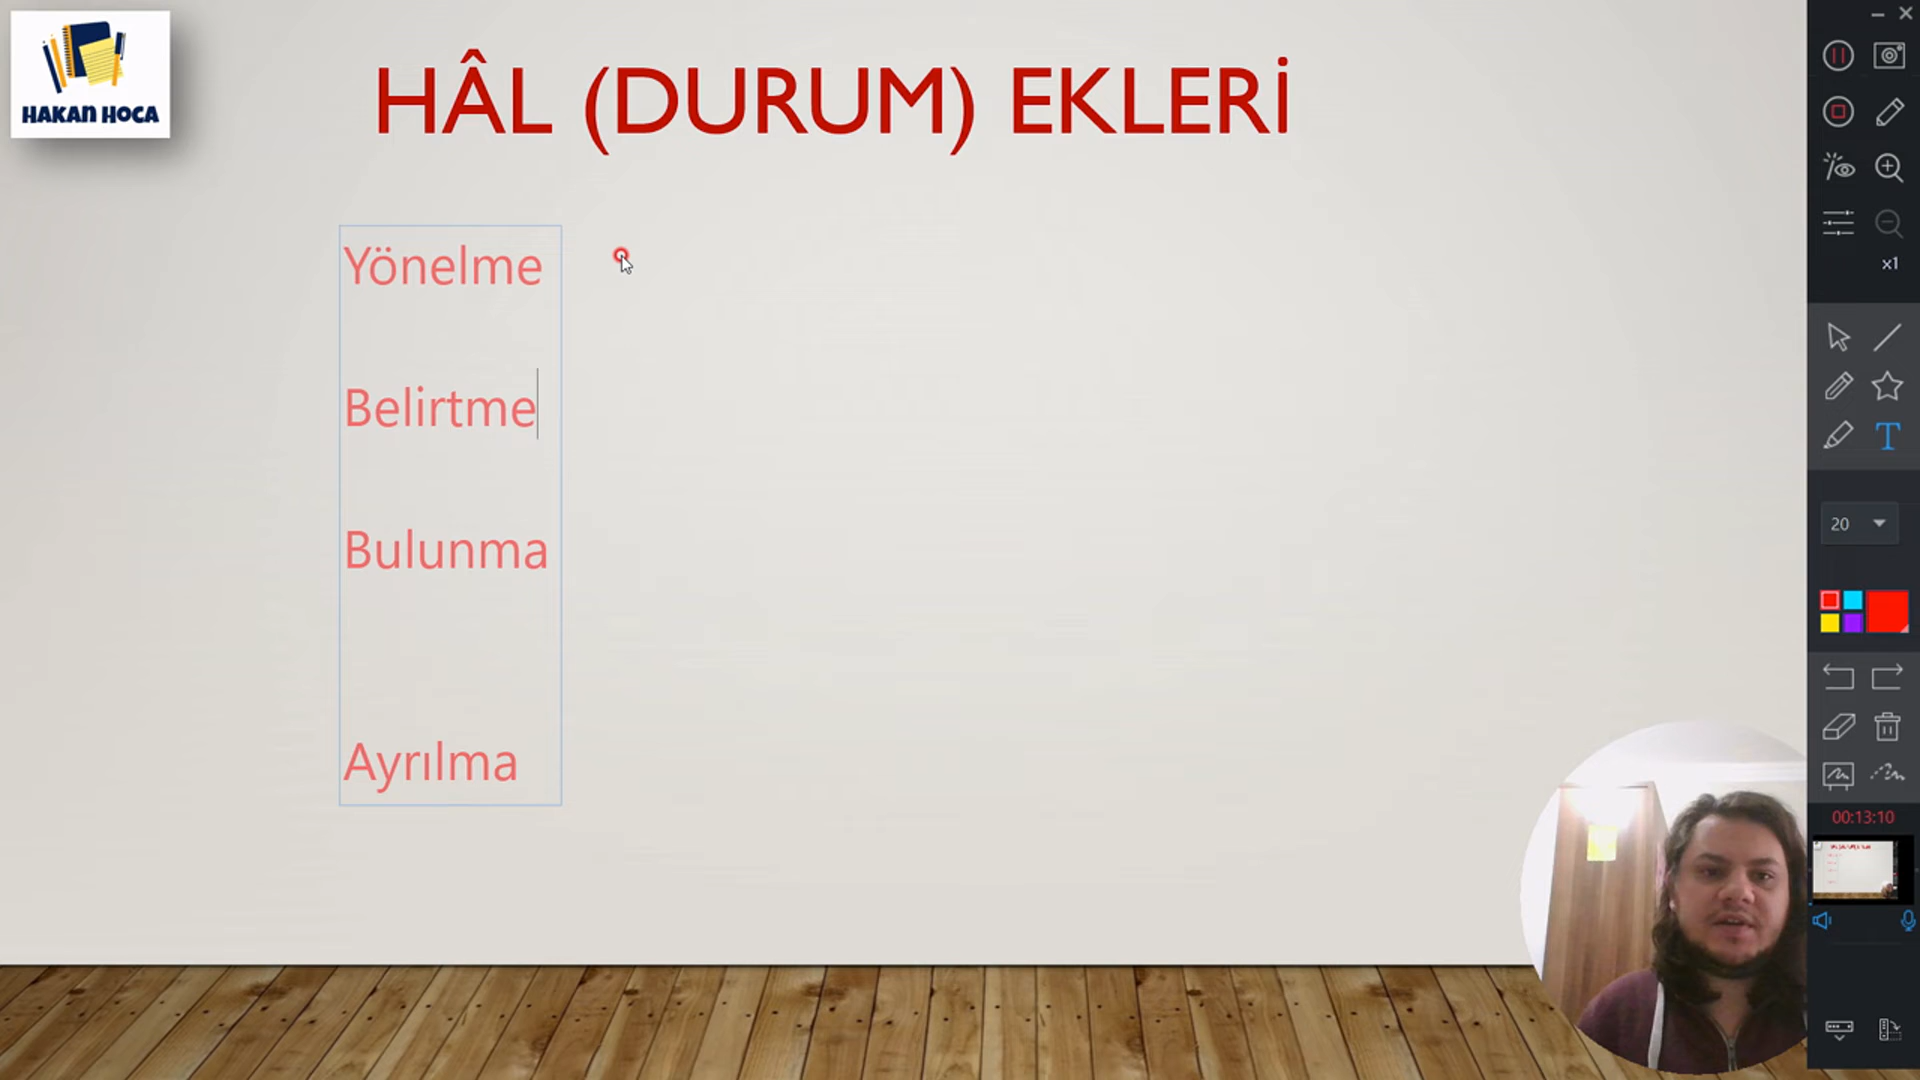 HAKAN HOCA
HÂL (DURUM) EKLERİ
Yönelme
Belirtme
Bulunma
Ayrılma
x1
20
00:13:10